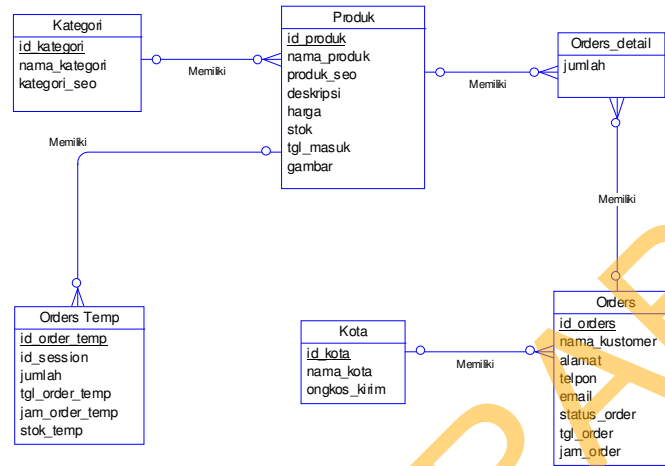 Kategori
id_kategori
nama_kategori
kategori_seo
Memiliki
Produk
id_produk
nama_produk
produk_seo
deskripsi
harga
stok
tgl_masuk
gambar
Memiliki
Orders_detail
jumlah
Memiliki
Memiliki
Orders Temp
id_order_temp
id_session
jumlah
tgl_order_temp
jam_order_temp
stok_temp
Kota
id_kota
nama_kota
ongkos_kirim
Memiliki
Orders
id_orders
nama_kustomer
alamat
telpon
email
status_order
tgl_order
jam_order